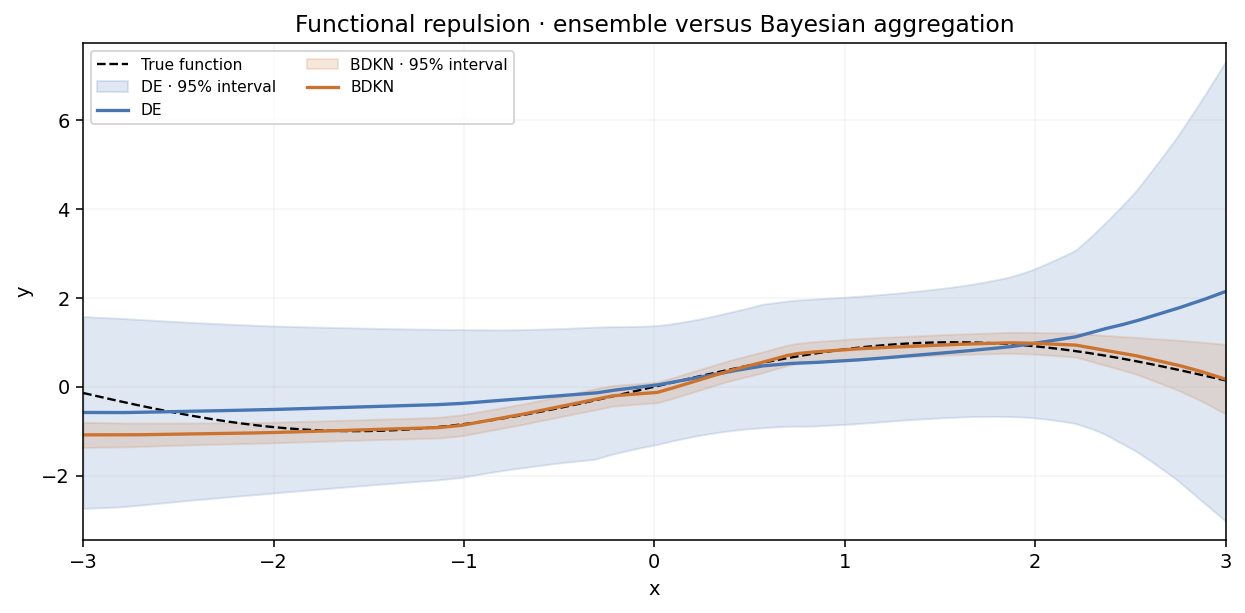 Functional repulsion · ensemble versus Bayesian aggregation
True function
DE · 95% interval
DE
BDKN · 95% interval
BDKN
y
6
4
2
0
−2
−3
−2
−1
0
1
2
3
x